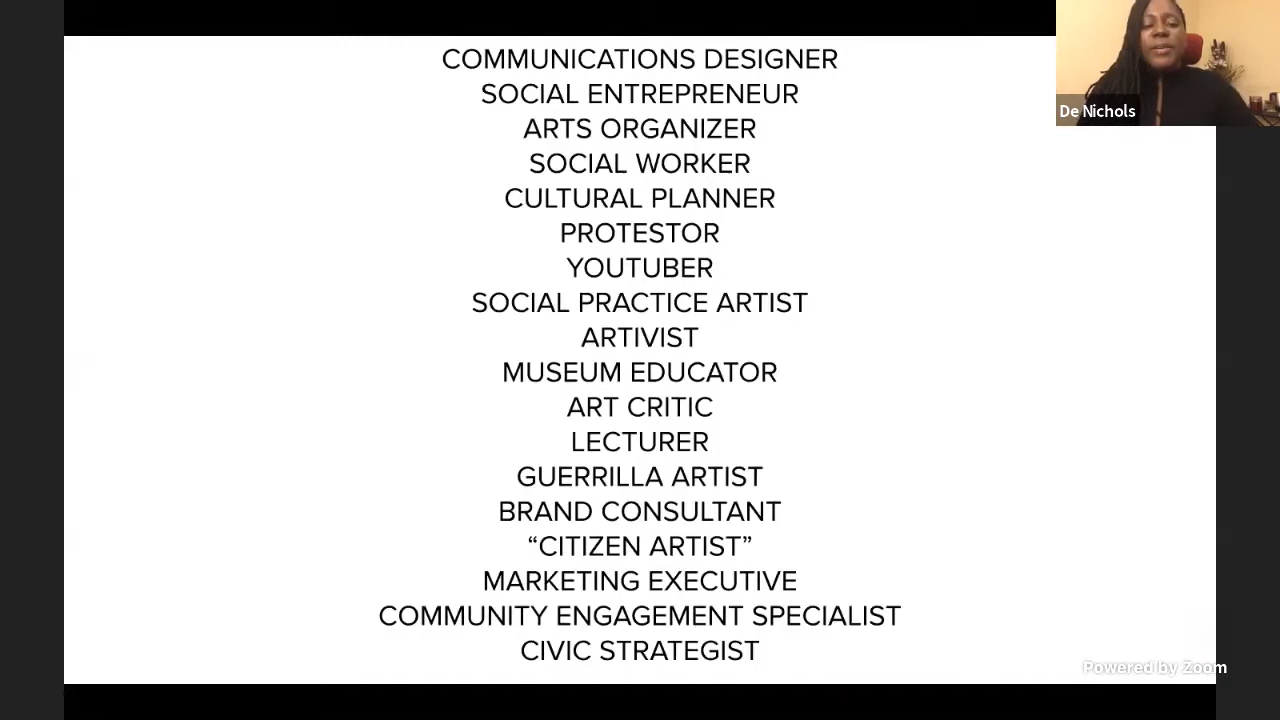 COMMUNICATIONS DESIGNER
SOCIAL ENTREPRENEUR
ARTS ORGANIZER
SOCIAL WORKER
CULTURAL PLANNER
PROTESTOR
YOUTUBER
SOCIAL PRACTICE ARTIST
ARTIVIST
MUSEUM EDUCATOR
ART CRITIC
LECTURER
GUERRILLA ARTIST
BRAND CONSULTANT
“CITIZEN ARTIST”
MARKETING EXECUTIVE
COMMUNITY ENGAGEMENT SPECIALIST
CIVIC STRATEGIST
De Nichols
Powered by Zoom